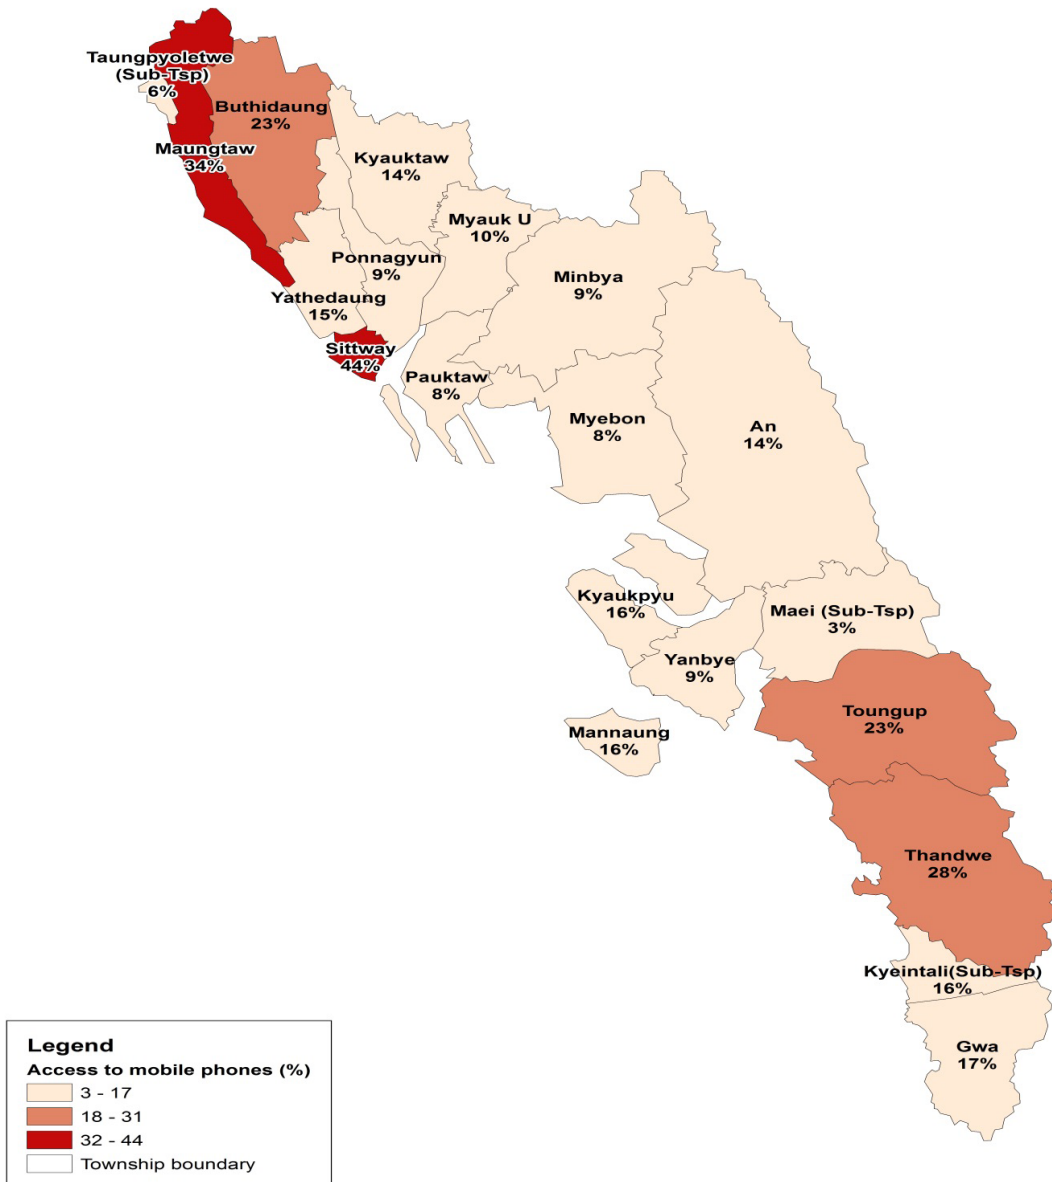 Taungpyoletwe
(Sub-Tsp)
6%
Buthidaung
23%
Maungtaw
34%
Kyauktaw
14%
Myauk U
10%
Ponnagyun
9%
Minbya
9%
Yathedaung
15%
Sittway
44%
Pauktaw
8%
Myebon
8%
An
14%
Kyaukpyu
16%
Maei (Sub-Tsp)
3%
Yanbye
9%
Toungup
23%
Mannaung
16%
Thandwe
28%
Kyeintali(Sub-Tsp)
16%
Gwa
17%
Legend
Access to mobile phones (%)
3 - 17
18 - 31
32 - 44
Township boundary